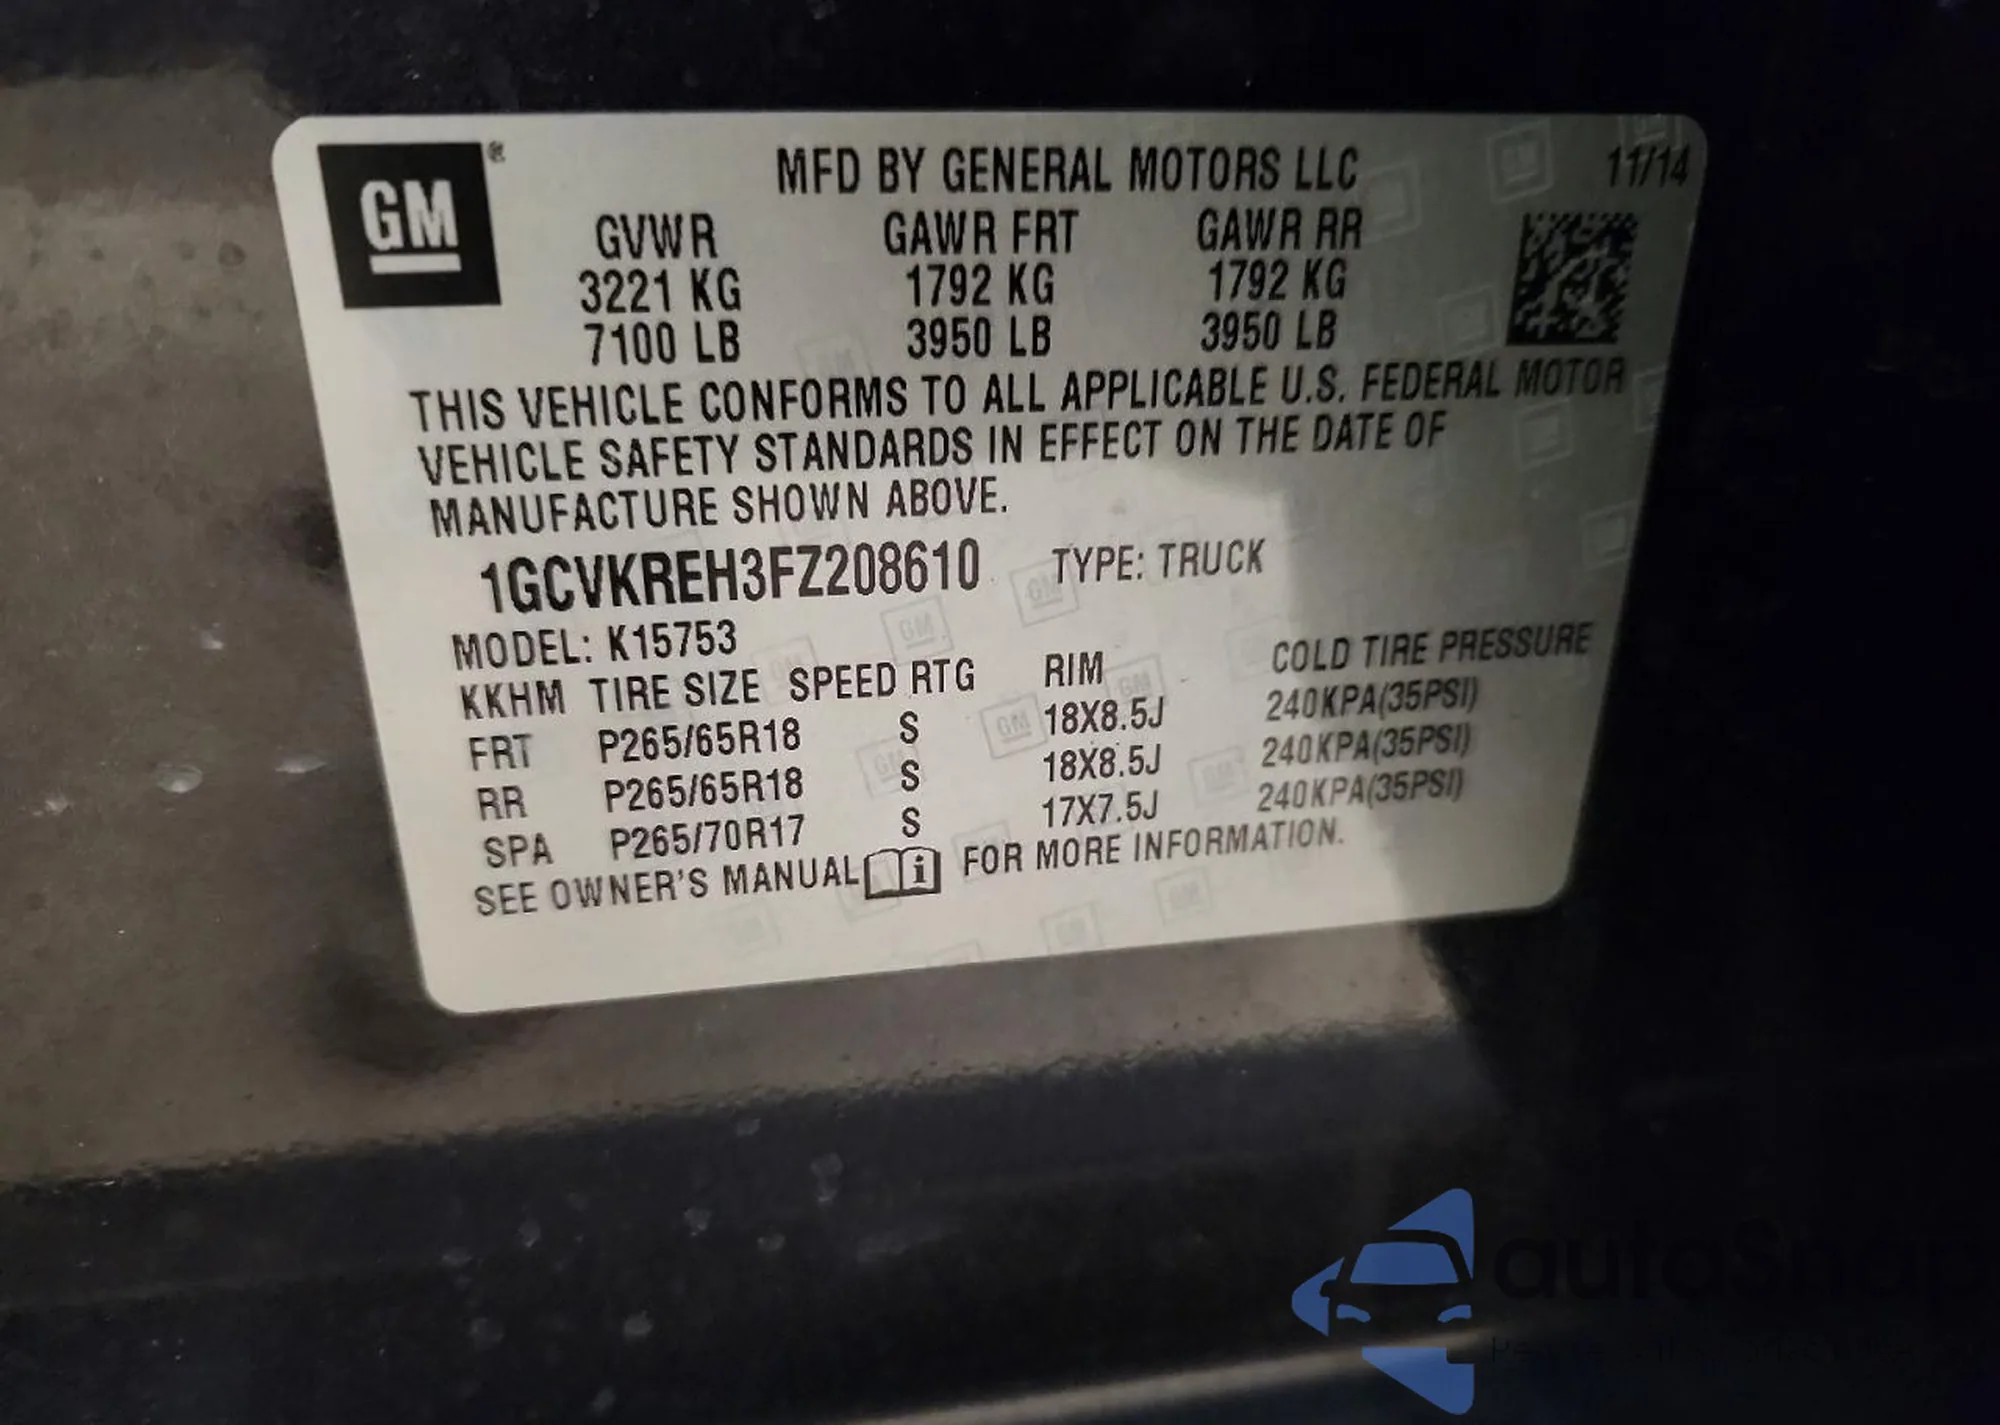 GM ®
MFD BY GENERAL MOTORS LLC 11/14
GVWR GAWR FRT GAWR RR
3221 KG 1792 KG 1792 KG
7100 LB 3950 LB 3950 LB
THIS VEHICLE CONFORMS TO ALL APPLICABLE U.S. FEDERAL MOTOR
VEHICLE SAFETY STANDARDS IN EFFECT ON THE DATE OF
MANUFACTURE SHOWN ABOVE.
1GCVKREH3FZ208610 TYPE: TRUCK
MODEL: K15753
KKHM TIRE SIZE SPEED RTG RIM COLD TIRE PRESSURE
FRT P265/65R18 S 18X8.5J 240KPA(35PSI)
RR P265/65R18 S 18X8.5J 240KPA(35PSI)
SPA P265/70R17 S 17X7.5J 240KPA(35PSI)
SEE OWNER'S MANUAL i FOR MORE INFORMATION.
autoSnap